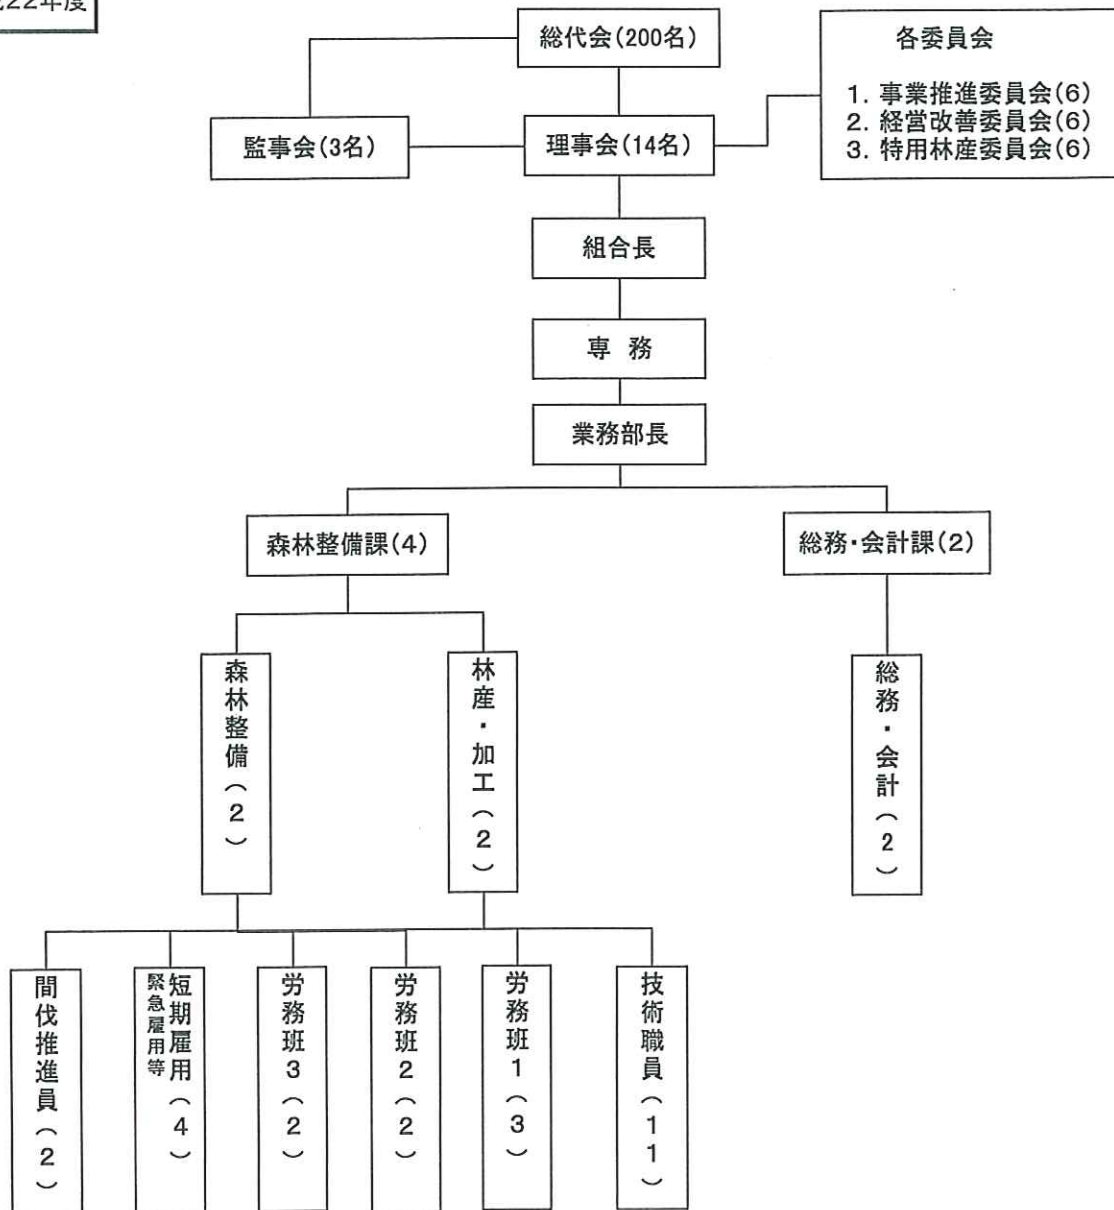 22年度
総代会(200名)
各委員会
1. 事業推進委員会(6)
2. 経営改善委員会(6)
3. 特用林産委員会(6)
監事会(3名)
理事会(14名)
組合長
専 務
業務部長
森林整備課(4)
総務・会計課(2)
森林整備(2)
林産・加工(2)
総務・会計(2)
間伐推進員(2)
短期雇用(4)
緊急雇用等
労務班3(2)
労務班2(2)
労務班1(3)
技術職員(11)